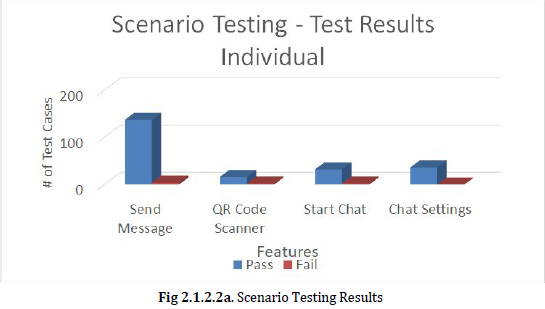 Scenario Testing - Test Results
Individual
# of Test Cases
200
100
0
Send
Message
QR Code
Scanner
Start Chat
Chat Settings
Features
Pass Fail
Fig 2.1.2.2a. Scenario Testing Results